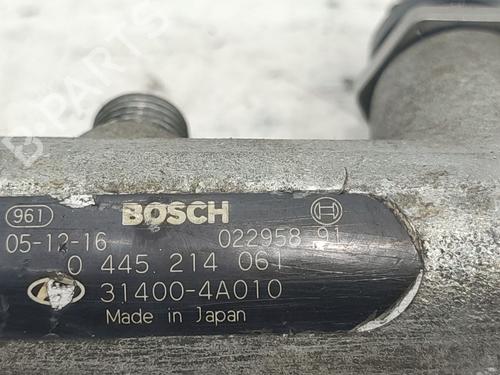 961 BOSCH
05-12-16 022958 91
0 445 214 061
31400-4A010
Made in Japan